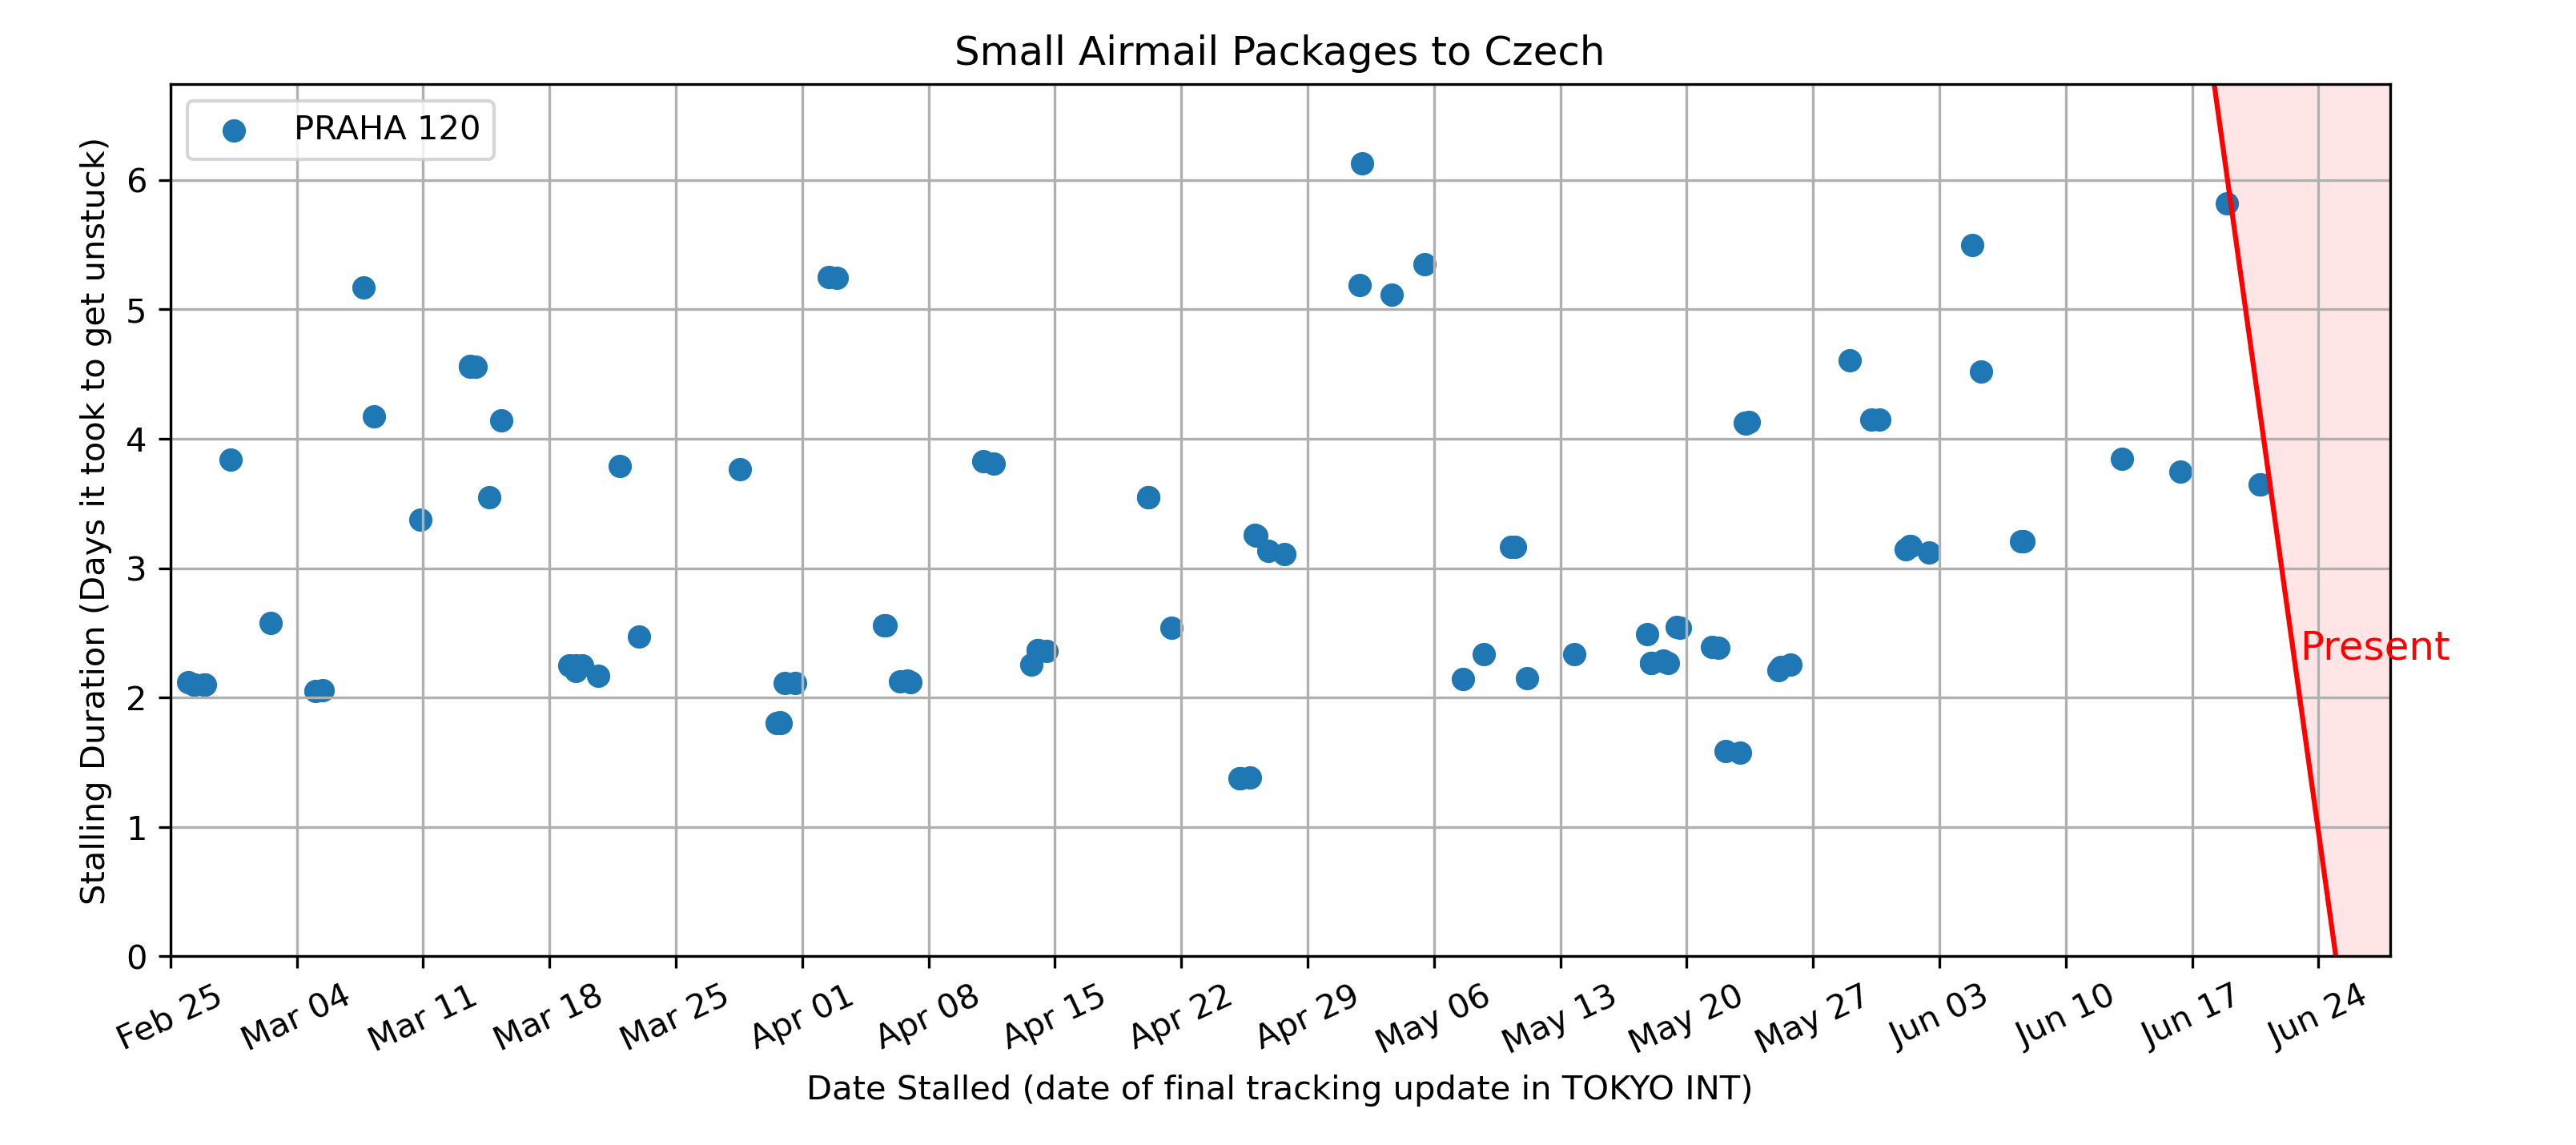 Small Airmail Packages to Czech
PRAHA 120
Stalling Duration (Days it took to get unstuck)
6
5
4
3
2
1
0
Present
Feb 25
Mar 04
Mar 11
Mar 18
Mar 25
Apr 01
Apr 08
Apr 15
Apr 22
Apr 29
May 06
May 13
May 20
May 27
Jun 03
Jun 10
Jun 17
Jun 24
Date Stalled (date of final tracking update in TOKYO INT)